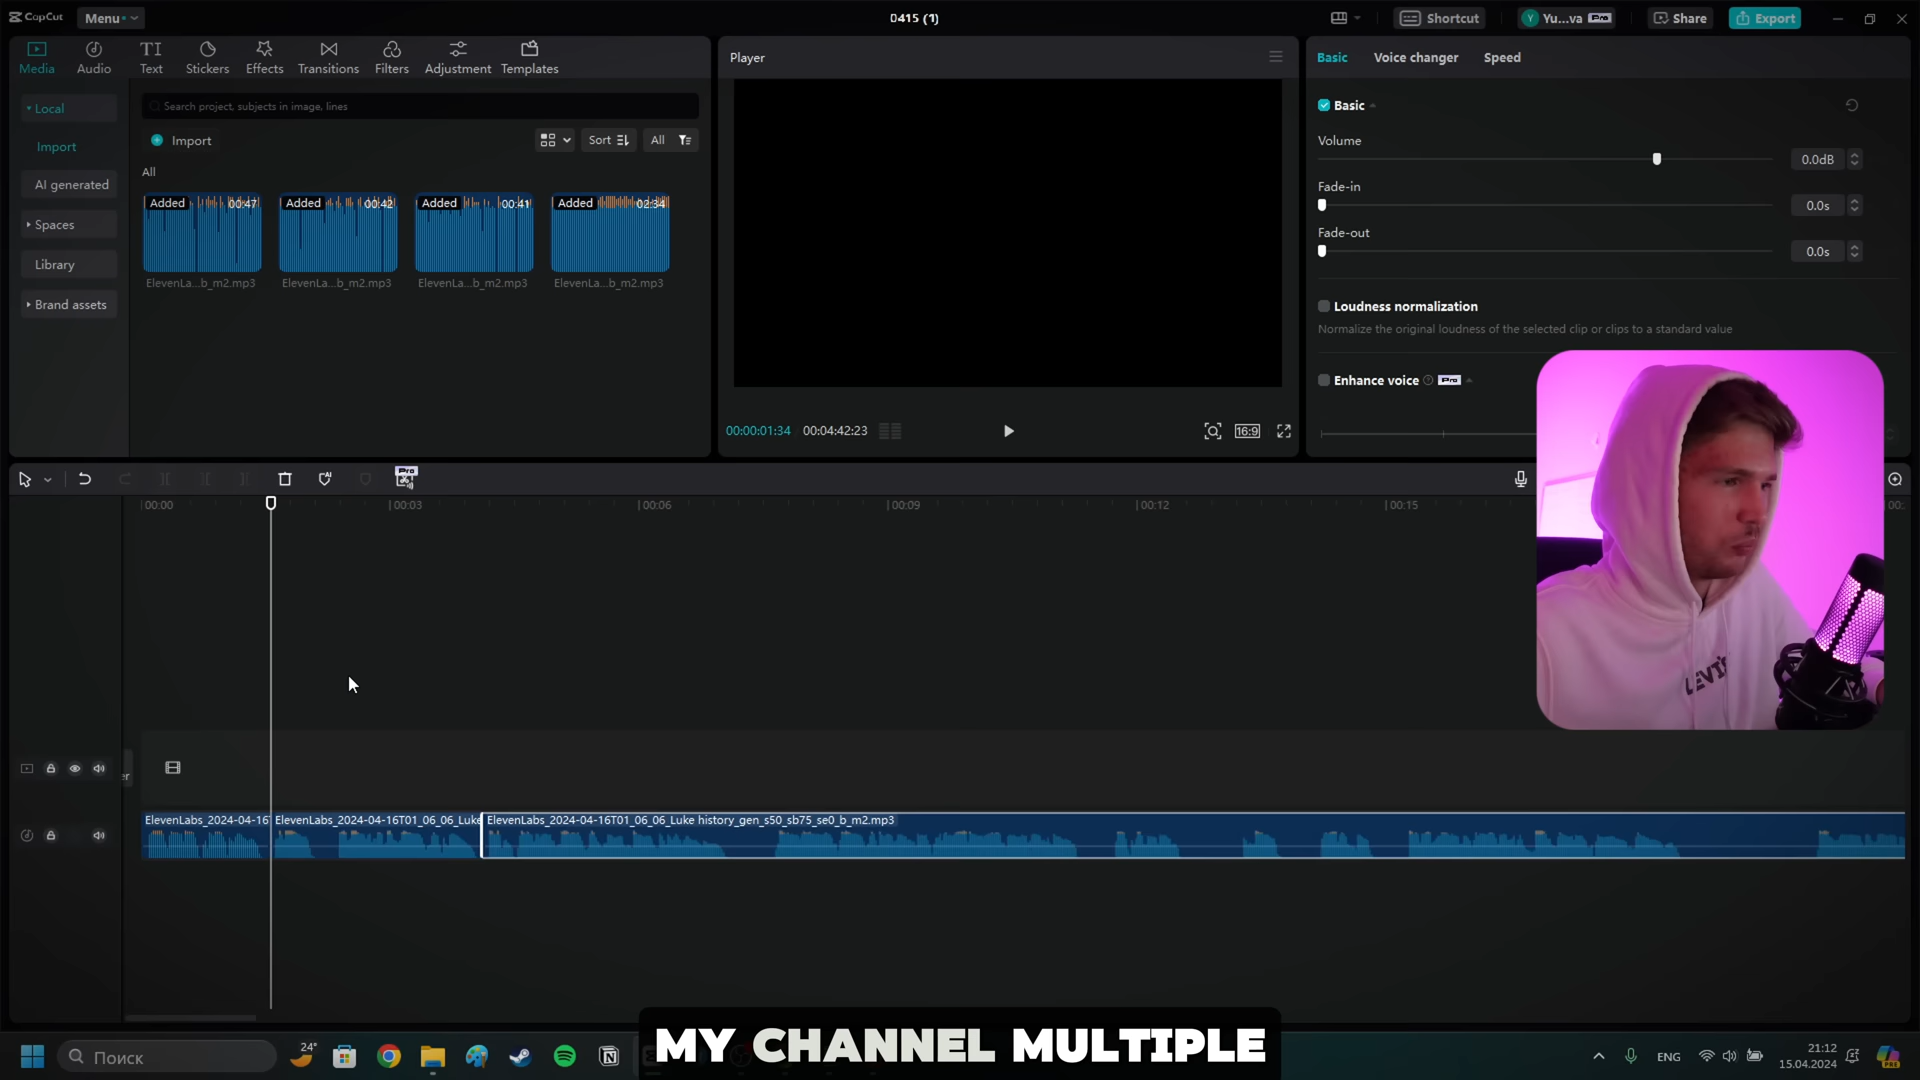 CapCut
Menu
0415 (1)
Shortcut
Y
Yu...va
Pro
Share
Export
Media
Audio
TI
Text
Stickers
Effects
Transitions
Filters
Adjustment
Templates
Player
Basic
Voice changer
Speed
Local
Import
AI generated
Spaces
Library
Brand assets
Search project, subjects in image, lines
Import
Sort
All
All
Added
00:47
Added
00:42
Added
00:41
Added
02:34
ElevenLa...b_m2.mp3
ElevenLa...b_m2.mp3
ElevenLa...b_m2.mp3
ElevenLa...b_m2.mp3
Basic
Volume
0.0dB
Fade-in
0.0s
Fade-out
0.0s
Loudness normalization
Normalize the original loudness of the selected clip or clips to a standard value
Enhance voice
Pro
00:00:01:34
00:04:42:23
16:9
Pro
00:00
00:03
00:06
00:09
00:12
00:15
er
ElevenLabs_2024-04-16T
ElevenLabs_2024-04-16T01_06_06_Luke
ElevenLabs_2024-04-16T01_06_06_Luke history_gen_s50_sb75_se0_b_m2.mp3
LEVI'S
MY CHANNEL MULTIPLE
Поиск
24°
ENG
21:12
15.04.2024
PRE